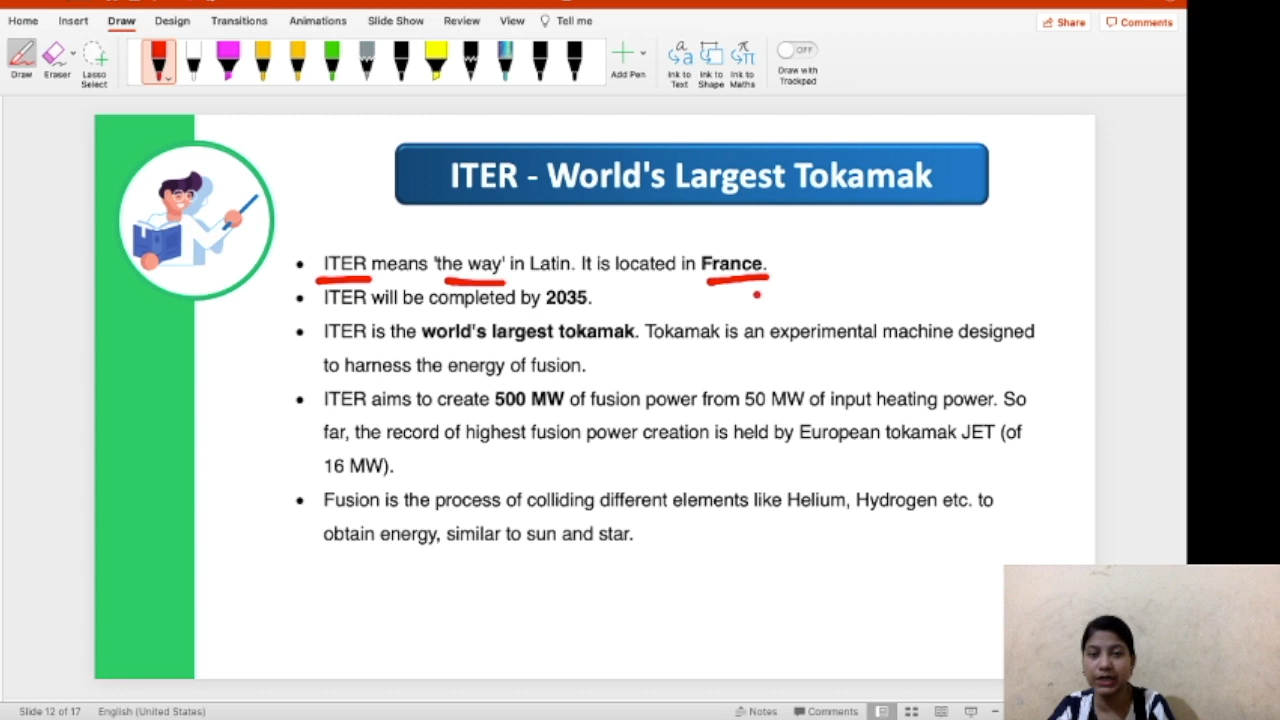 Home Insert Draw Design Transitions Animations Slide Show Review View Tell me
Share Comments
Draw Eraser Lasso Select Add Pen Ink to Text Ink to Shape Ink to Maths Draw with Trackpad
OFF
ITER - World's Largest Tokamak
• ITER means 'the way' in Latin. It is located in France.
• ITER will be completed by 2035.
• ITER is the world's largest tokamak. Tokamak is an experimental machine designed
to harness the energy of fusion.
• ITER aims to create 500 MW of fusion power from 50 MW of input heating power. So
far, the record of highest fusion power creation is held by European tokamak JET (of
16 MW).
• Fusion is the process of colliding different elements like Helium, Hydrogen etc. to
obtain energy, similar to sun and star.
Slide 12 of 17 English (United States) Notes Comments